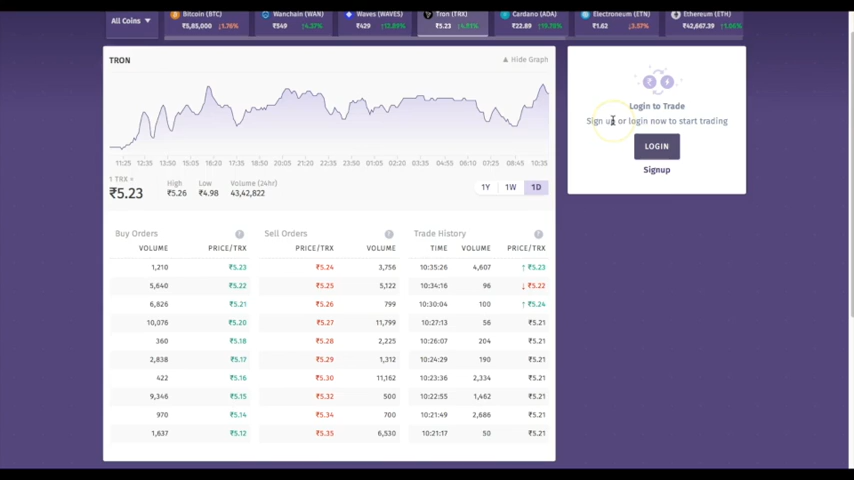 All Coins ▼
Bitcoin (BTC)
₹5,85,000 ↓1.76%
Wanchain (WAN)
₹549 ↑4.37%
Waves (WAVES)
₹429 ↑12.89%
Tron (TRX)
₹5.23 ↑4.81%
Cardano (ADA)
₹22.89
Electroneum (ETN)
₹1.62 ↓3.57%
Ethereum (ETH)
₹42,667.39 ↑1.06%
TRON
▲ Hide Graph
11:25 12:35 13:50 15:05 16:20 17:35 18:50 20:05 21:20 22:35 23:50 01:05 02:20 03:35 04:45 06:10 07:25 08:45 10:35
1 TRX =
₹5.23
High
₹5.26
Low
₹4.98
Volume (24hr)
43,42,822
1Y 1W 1D
Login to Trade
Sign up or login now to start trading
LOGIN
Signup
Buy Orders ? Sell Orders ? Trade History ?
VOLUME PRICE/TRX PRICE/TRX VOLUME TIME VOLUME PRICE/TRX
1,210 ₹5.23 ₹5.24 3,756 10:35:26 4,607 ↑ ₹5.23
5,640 ₹5.22 ₹5.25 5,122 10:34:16 96 ↓ ₹5.22
6,826 ₹5.21 ₹5.26 799 10:30:04 100 ↑ ₹5.24
10,076 ₹5.20 ₹5.27 11,799 10:27:13 56 ₹5.21
360 ₹5.18 ₹5.28 2,225 10:26:07 204 ₹5.21
2,838 ₹5.17 ₹5.29 1,312 10:24:29 190 ₹5.21
422 ₹5.16 ₹5.30 11,162 10:23:36 2,334 ₹5.21
9,346 ₹5.15 ₹5.32 500 10:22:55 1,462 ₹5.21
970 ₹5.14 ₹5.34 700 10:21:49 2,686 ₹5.21
1,637 ₹5.12 ₹5.35 6,530 10:21:17 50 ₹5.21